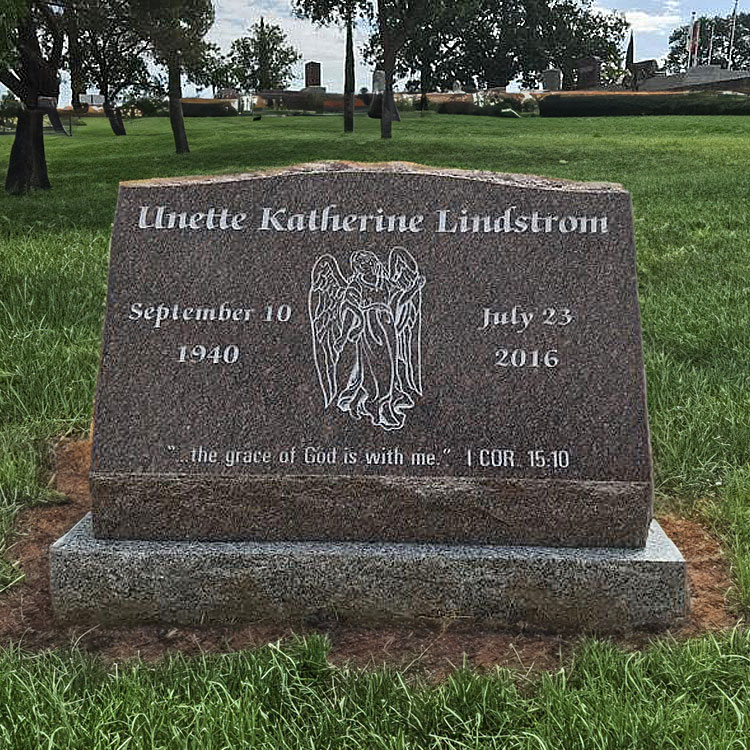 Unette Katherine Lindstrom
September 10
1940
July 23
2016
"...the grace of God is with me." I COR. 15:10